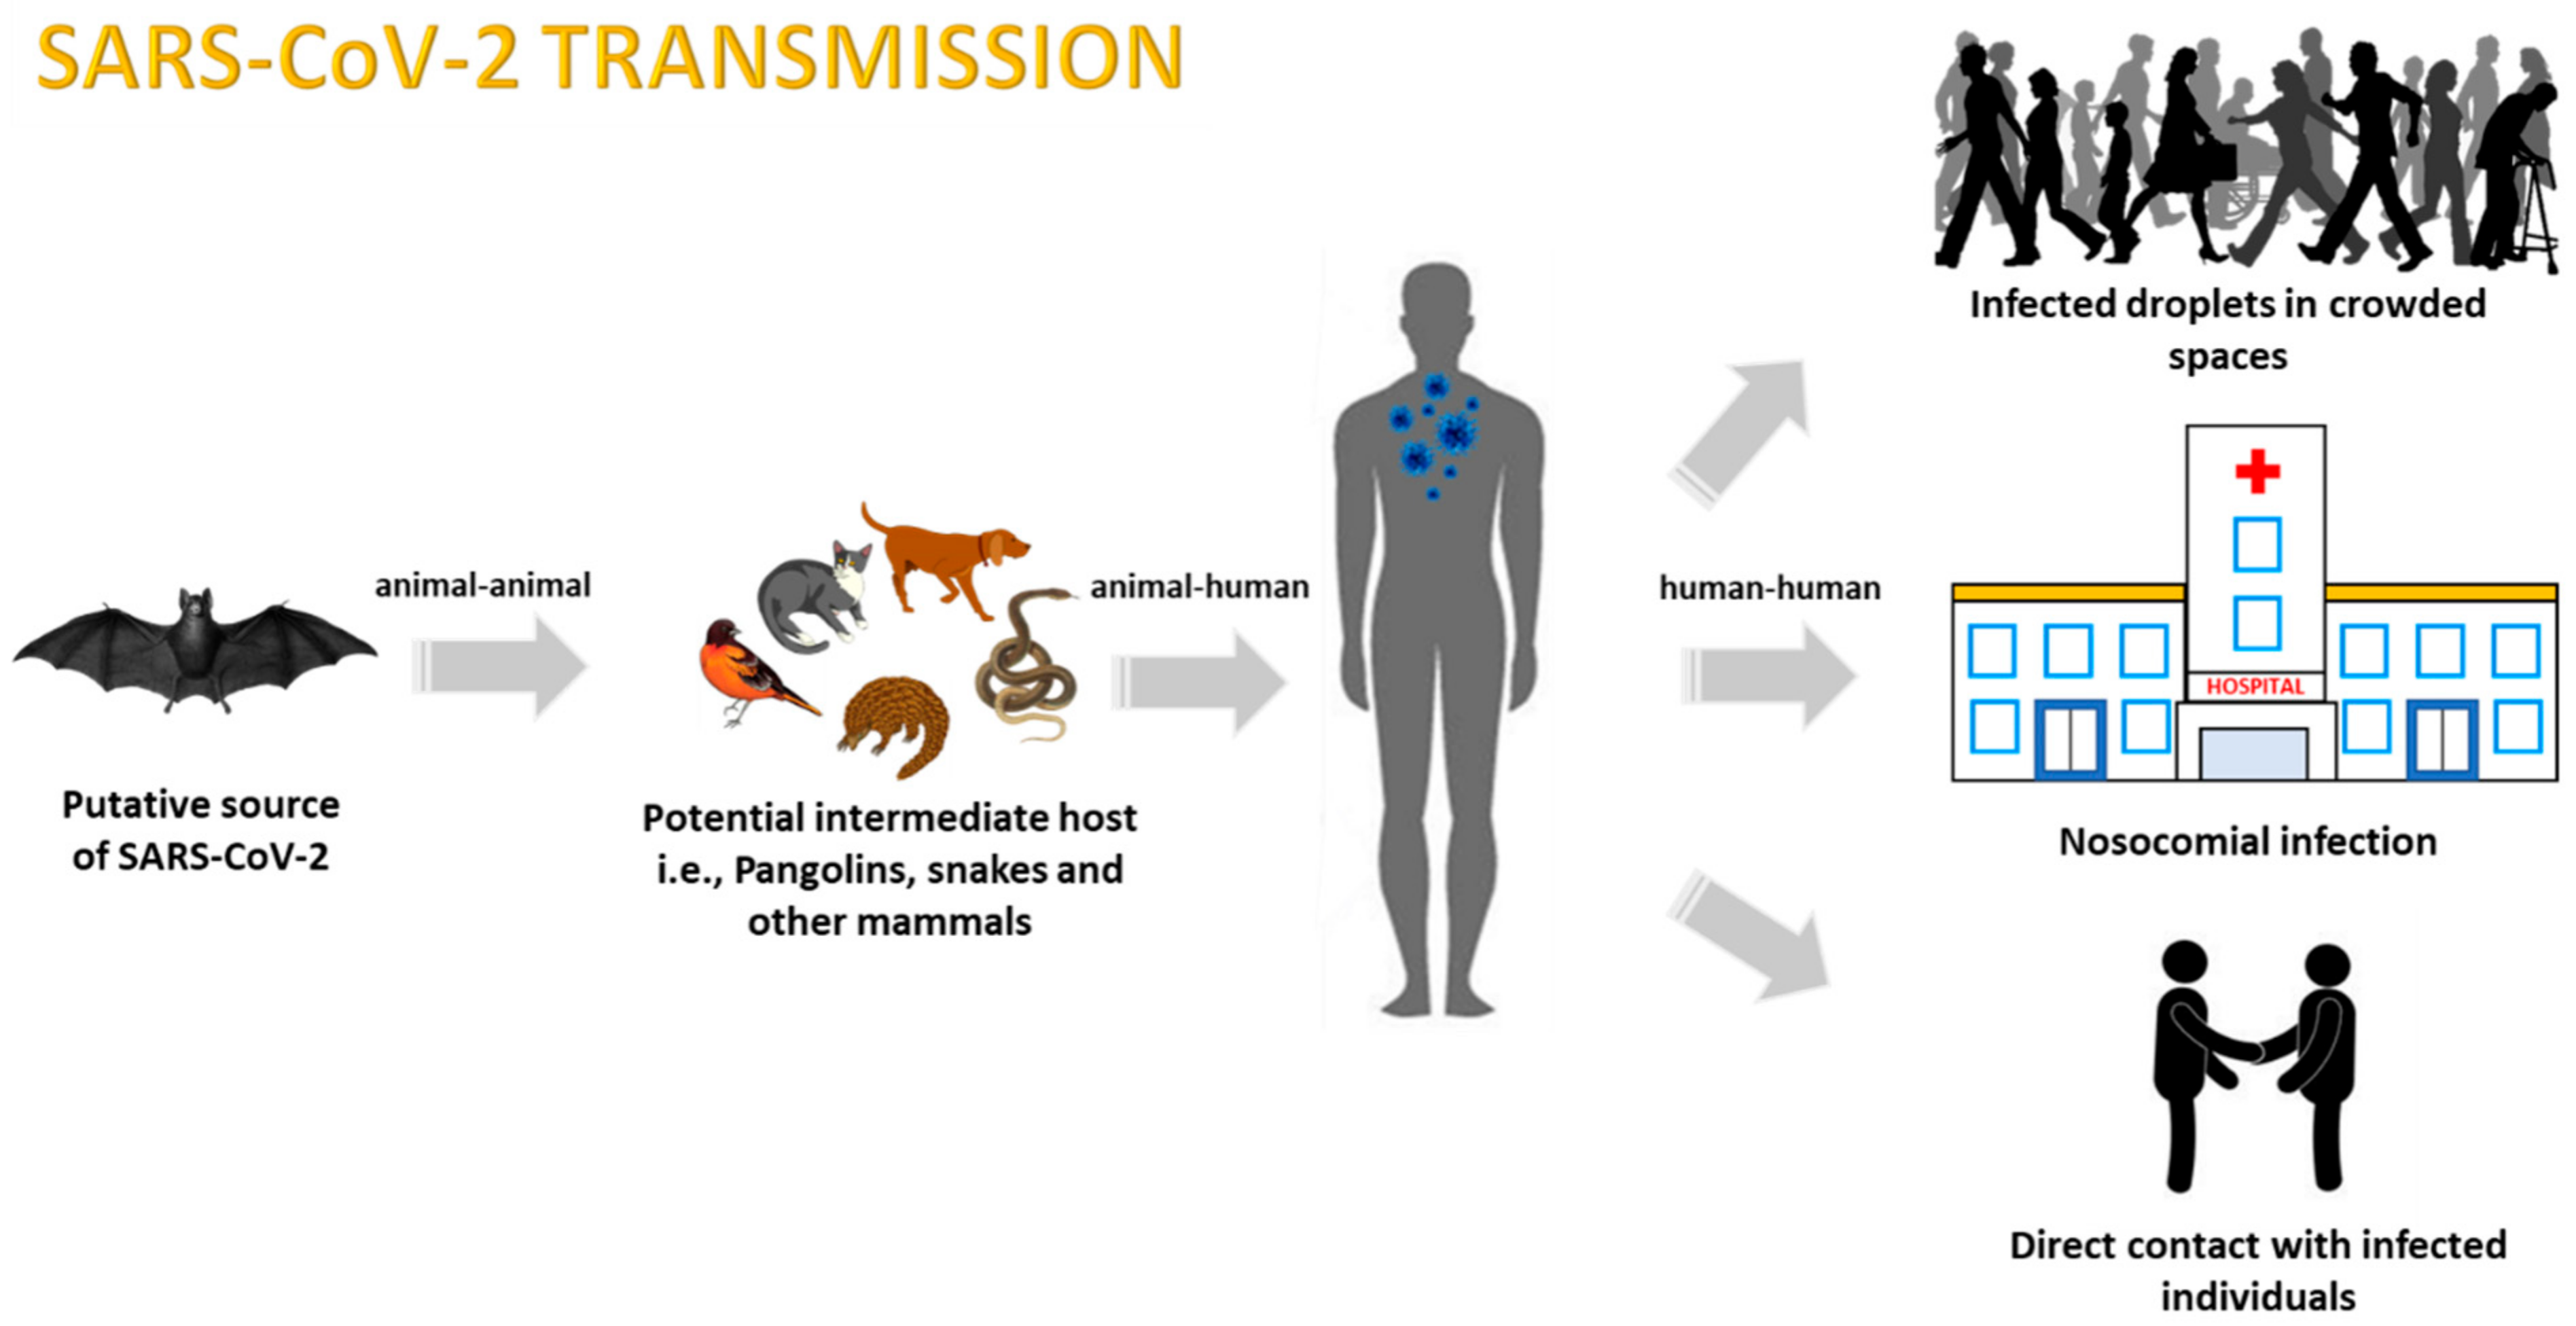 SARS-CoV-2 TRANSMISSION
Infected droplets in crowded
spaces
animal-animal
animal-human
human-human
HOSPITAL
Putative source
of SARS-CoV-2
Potential intermediate host
i.e., Pangolins, snakes and
other mammals
Nosocomial infection
Direct contact with infected
individuals